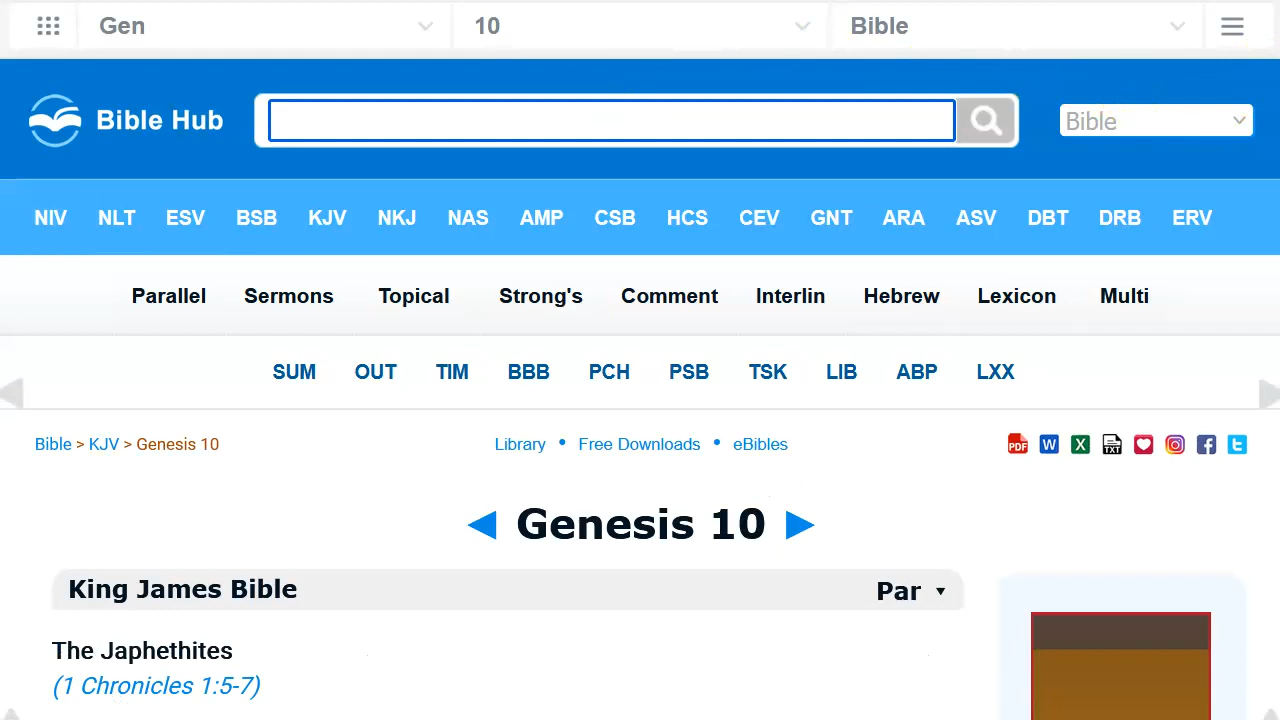 Gen 10 Bible
Bible Hub Bible
NIV NLT ESV BSB KJV NKJ NAS AMP CSB HCS CEV GNT ARA ASV DBT DRB ERV
Parallel Sermons Topical Strong's Comment Interlin Hebrew Lexicon Multi
SUM OUT TIM BBB PCH PSB TSK LIB ABP LXX
Bible > KJV > Genesis 10 Library • Free Downloads • eBibles PDF W X TXT
◄ Genesis 10 ►
King James Bible Par ▼
The Japhethites
(1 Chronicles 1:5-7)